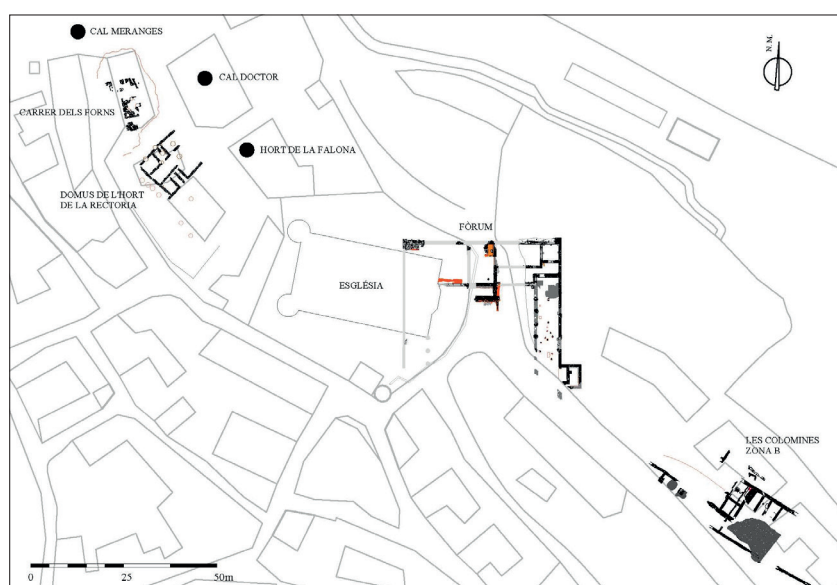 CAL MERANGES
N. M.
CAL DOCTOR
CARRER DELS FORNS
HORT DE LA FALONA
DOMUS DE L'HORT
DE LA RECTORIA
FÒRUM
ESGLÉSIA
LES COLOMINES
ZONA B
0 25 50m